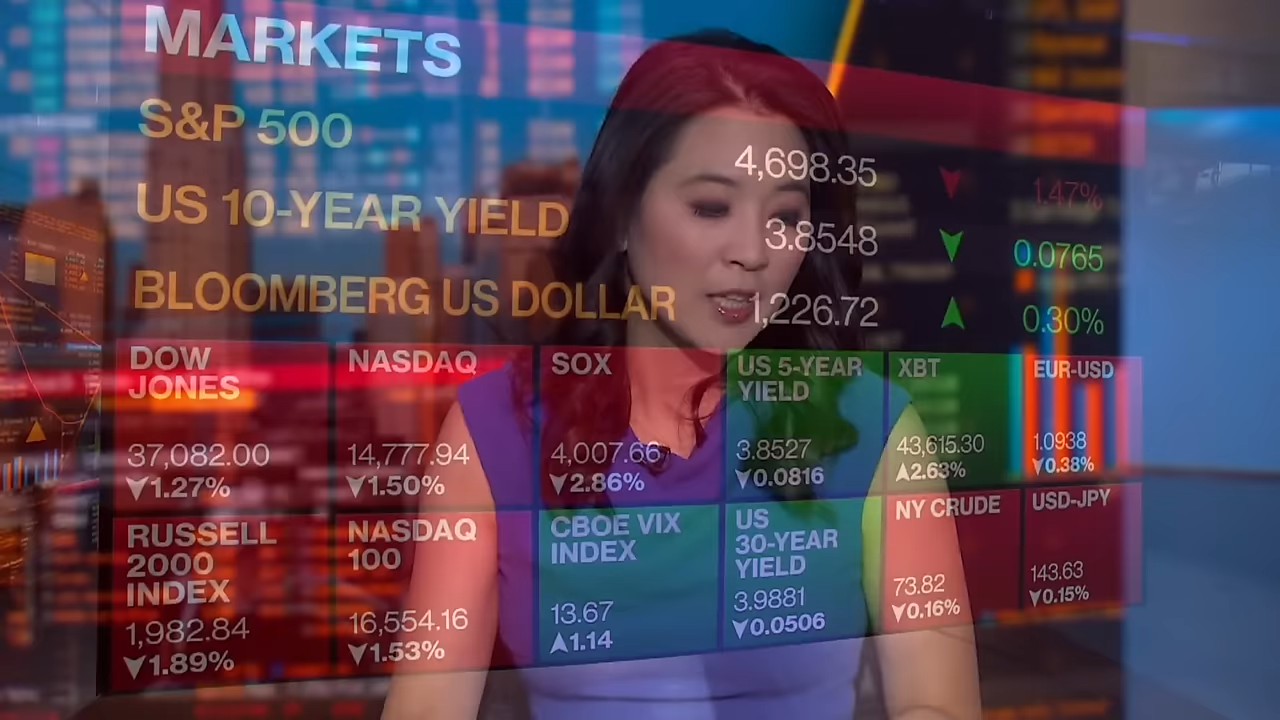 MARKETS
S&P 500
4,698.35
1.47%
US 10-YEAR YIELD
3.8548
0.0765
BLOOMBERG US DOLLAR
1,226.72
0.30%
DOW
JONES
37,082.00
▼1.27%
NASDAQ
14,777.94
▼1.50%
SOX
4,007.66
▼2.86%
US 5-YEAR
YIELD
3.8527
▼0.0816
XBT
43,615.30
▲2.63%
EUR-USD
1.0938
▼0.38%
RUSSELL
2000
INDEX
1,982.84
▼1.89%
NASDAQ
100
16,554.16
▼1.53%
CBOE VIX
INDEX
13.67
▲1.14
US
30-YEAR
YIELD
3.9881
▼0.0506
NY CRUDE
73.82
▼0.16%
USD-JPY
143.63
▼0.15%